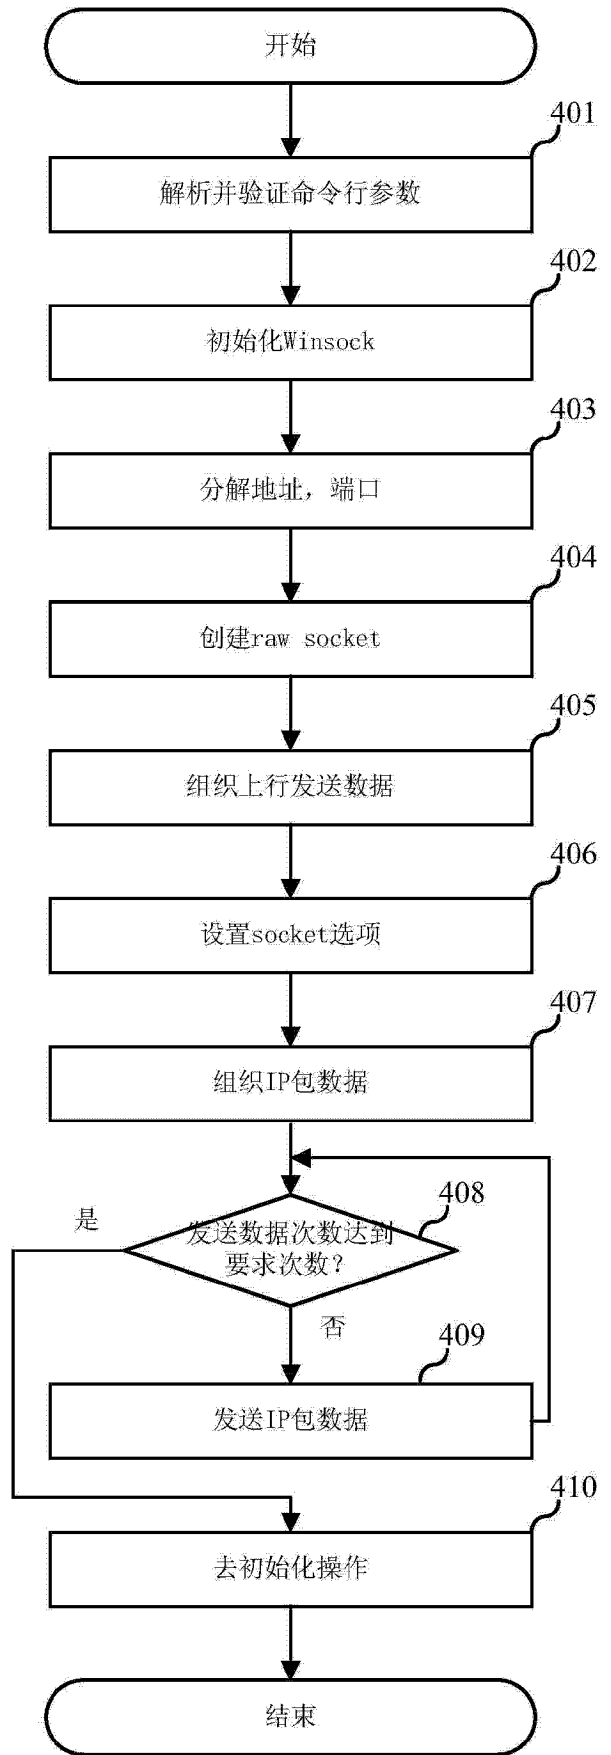 开始
401
解析并验证命令行参数
402
初始化Winsock
403
分解地址，端口
404
创建raw socket
405
组织上行发送数据
406
设置socket选项
407
组织IP包数据
408
是
发送数据次数达到
要求次数？
否
409
发送IP包数据
410
去初始化操作
结束